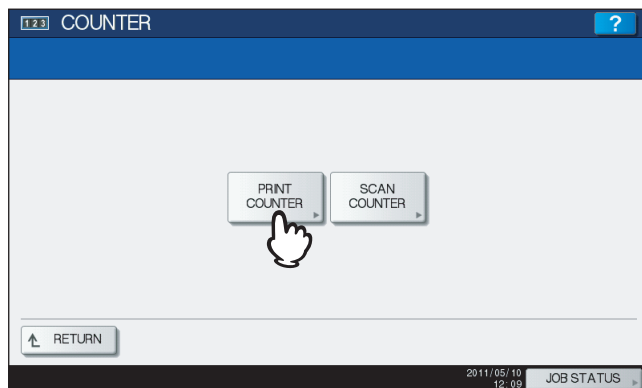 123 COUNTER
?
PRINT
COUNTER
SCAN
COUNTER
RETURN
2011/05/10
12:09
JOB STATUS